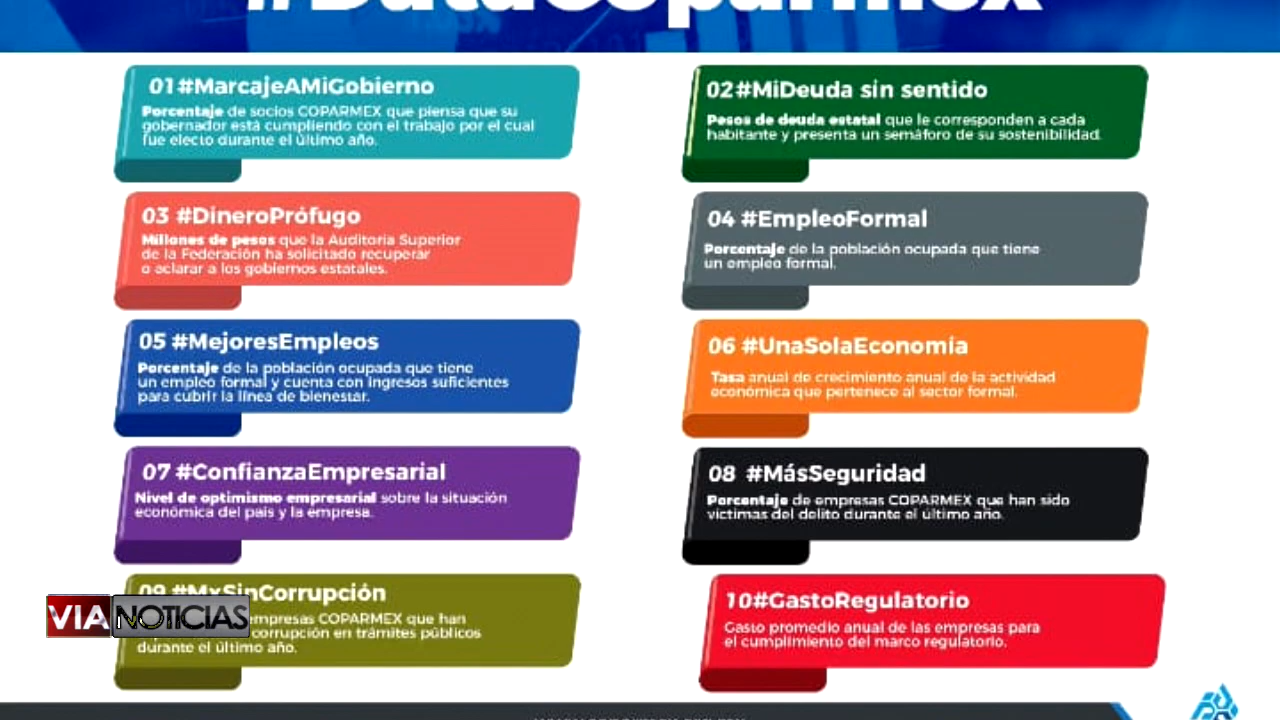 #DataCoparmex
01#MarcajeAMiGobierno
Porcentaje de socios COPARMEX que piensa que su
gobernador está cumpliendo con el trabajo por el cual
fue electo durante el último año.
02#MiDeuda sin sentido
Pesos de deuda estatal que le corresponden a cada
habitante y presenta un semáforo de su sostenibilidad.
03 #DineroPrófugo
Millones de pesos que la Auditoría Superior
de la Federación ha solicitado recuperar
o aclarar a los gobiernos estatales.
04 #EmpleoFormal
Porcentaje de la población ocupada que tiene
un empleo formal.
05 #MejoresEmpleos
Porcentaje de la población ocupada que tiene
un empleo formal y cuenta con ingresos suficientes
para cubrir la línea de bienestar.
06 #UnaSolaEconomía
Tasa anual de crecimiento anual de la actividad
económica que pertenece al sector formal.
07 #ConfianzaEmpresarial
Nivel de optimismo empresarial sobre la situación
económica del país y la empresa.
08 #MásSeguridad
Porcentaje de empresas COPARMEX que han sido
víctimas del delito durante el último año.
09 #MxSinCorrupción
empresas COPARMEX que han
corrupción en trámites públicos
durante el último año.
VIA NOTICIAS
10#GastoRegulatorio
Gasto promedio anual de las empresas para
el cumplimiento del marco regulatorio.